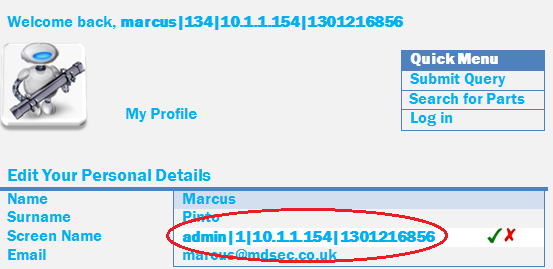 Welcome back, marcus|134|10.1.1.154|1301216856
Quick Menu
Submit Query
Search for Parts
Log in
My Profile
Edit Your Personal Details
Name Marcus
Surname Pinto
Screen Name admin|1|10.1.1.154|1301216856
Email marcus@mdsec.co.uk